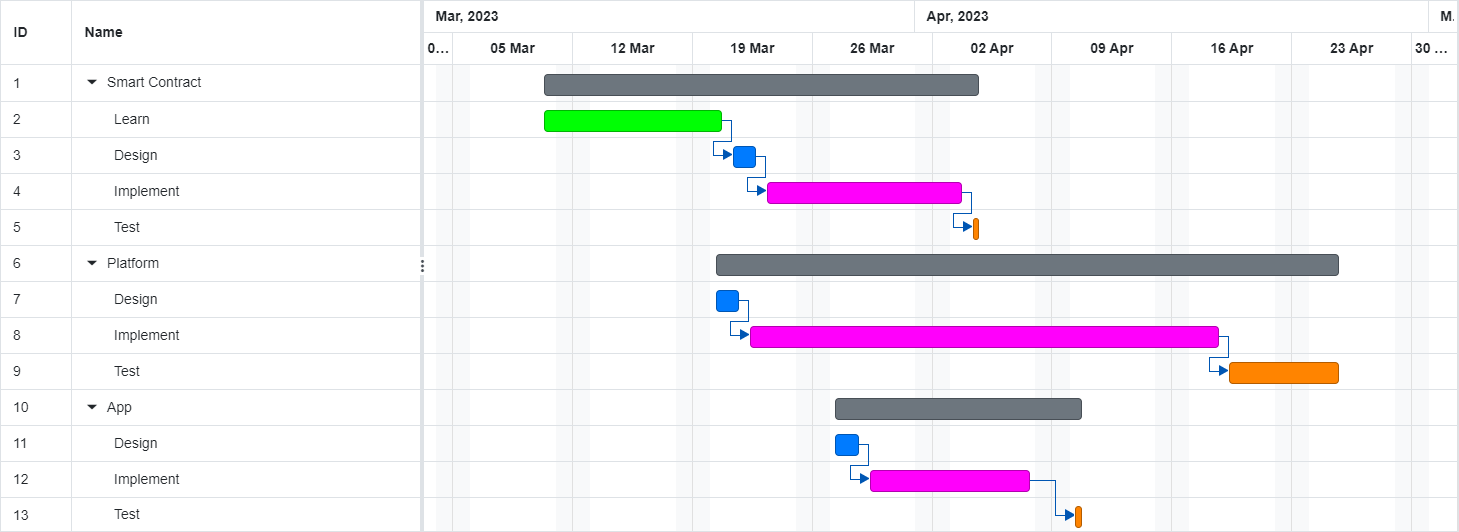 ID Name Mar, 2023 Apr, 2023 M.
0… 05 Mar 12 Mar 19 Mar 26 Mar 02 Apr 09 Apr 16 Apr 23 Apr 30 …
1 Smart Contract
2 Learn
3 Design
4 Implement
5 Test
6 Platform
7 Design
8 Implement
9 Test
10 App
11 Design
12 Implement
13 Test